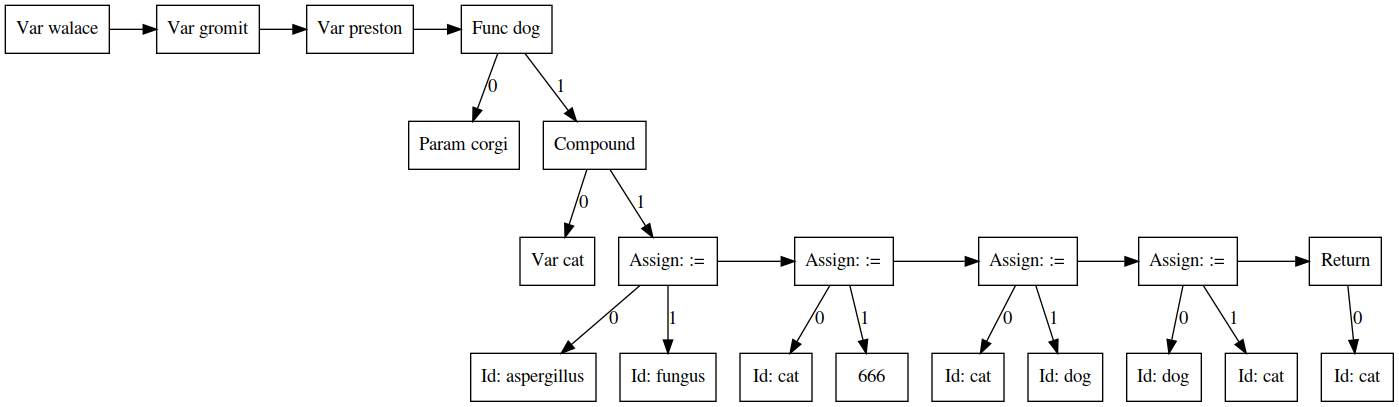 Var walace Var gromit Var preston Func dog
0 1
Param corgi Compound
0 1
Var cat Assign: := Assign: := Assign: := Assign: := Return
0 1 0 1 0 1 0 1 0
Id: aspergillus Id: fungus Id: cat 666 Id: cat Id: dog Id: dog Id: cat Id: cat